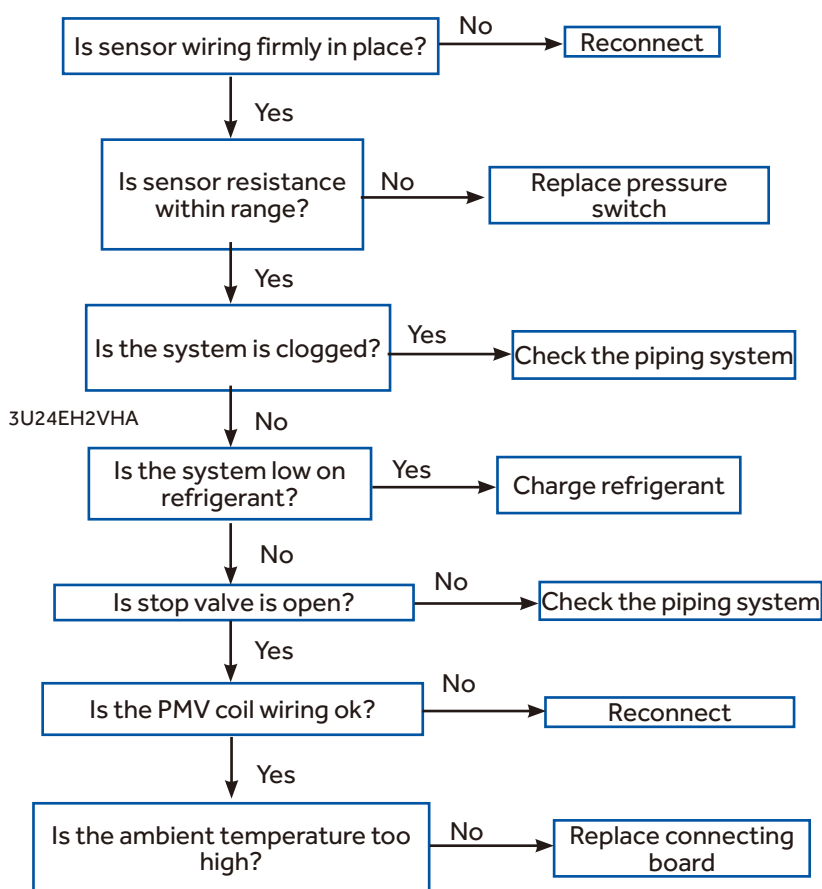 Is sensor wiring firmly in place?
No
Reconnect
Yes
Is sensor resistance
within range?
No
Replace pressure
switch
Yes
Is the system is clogged?
Yes
Check the piping system
3U24EH2VHA
No
Is the system low on
refrigerant?
Yes
Charge refrigerant
No
Is stop valve is open?
No
Check the piping system
Yes
Is the PMV coil wiring ok?
No
Reconnect
Yes
Is the ambient temperature too
high?
No
Replace connecting
board